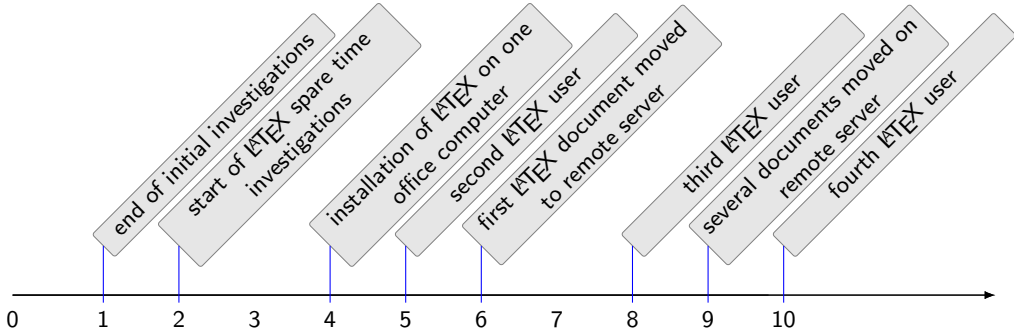 end of initial investigations
start of LATEX spare time
investigations
installation of LATEX on one
office computer
second LATEX user
first LATEX document moved
to remote server
third LATEX user
several documents moved on
remote server
fourth LATEX user
0 1 2 3 4 5 6 7 8 9 10